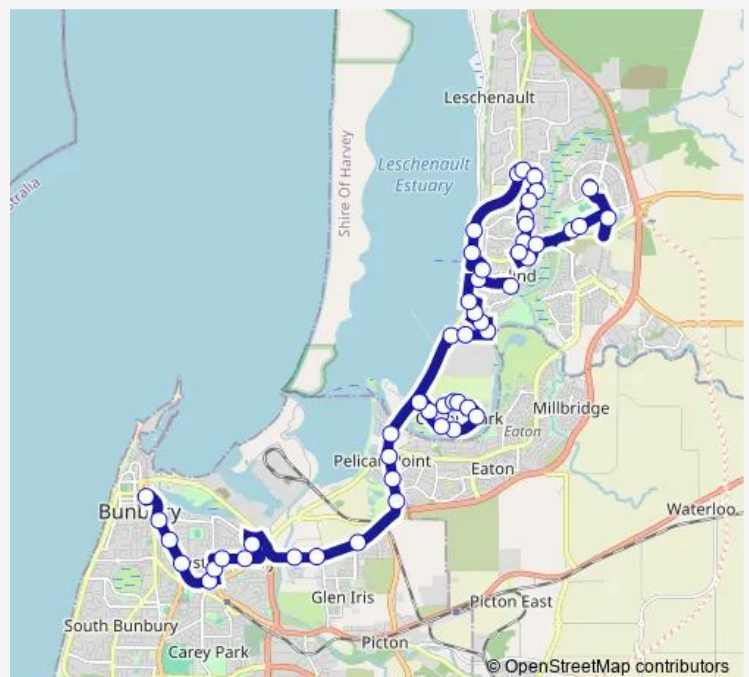 Leschenault
Leschenault
Estuary
Shire Of Harvey
Millbridge
Eaton
Pelican Point
Eaton
Waterloo
Bunbury
Glen Iris
Picton East
South Bunbury
Picton
Carey Park
© OpenStreetMap contributors